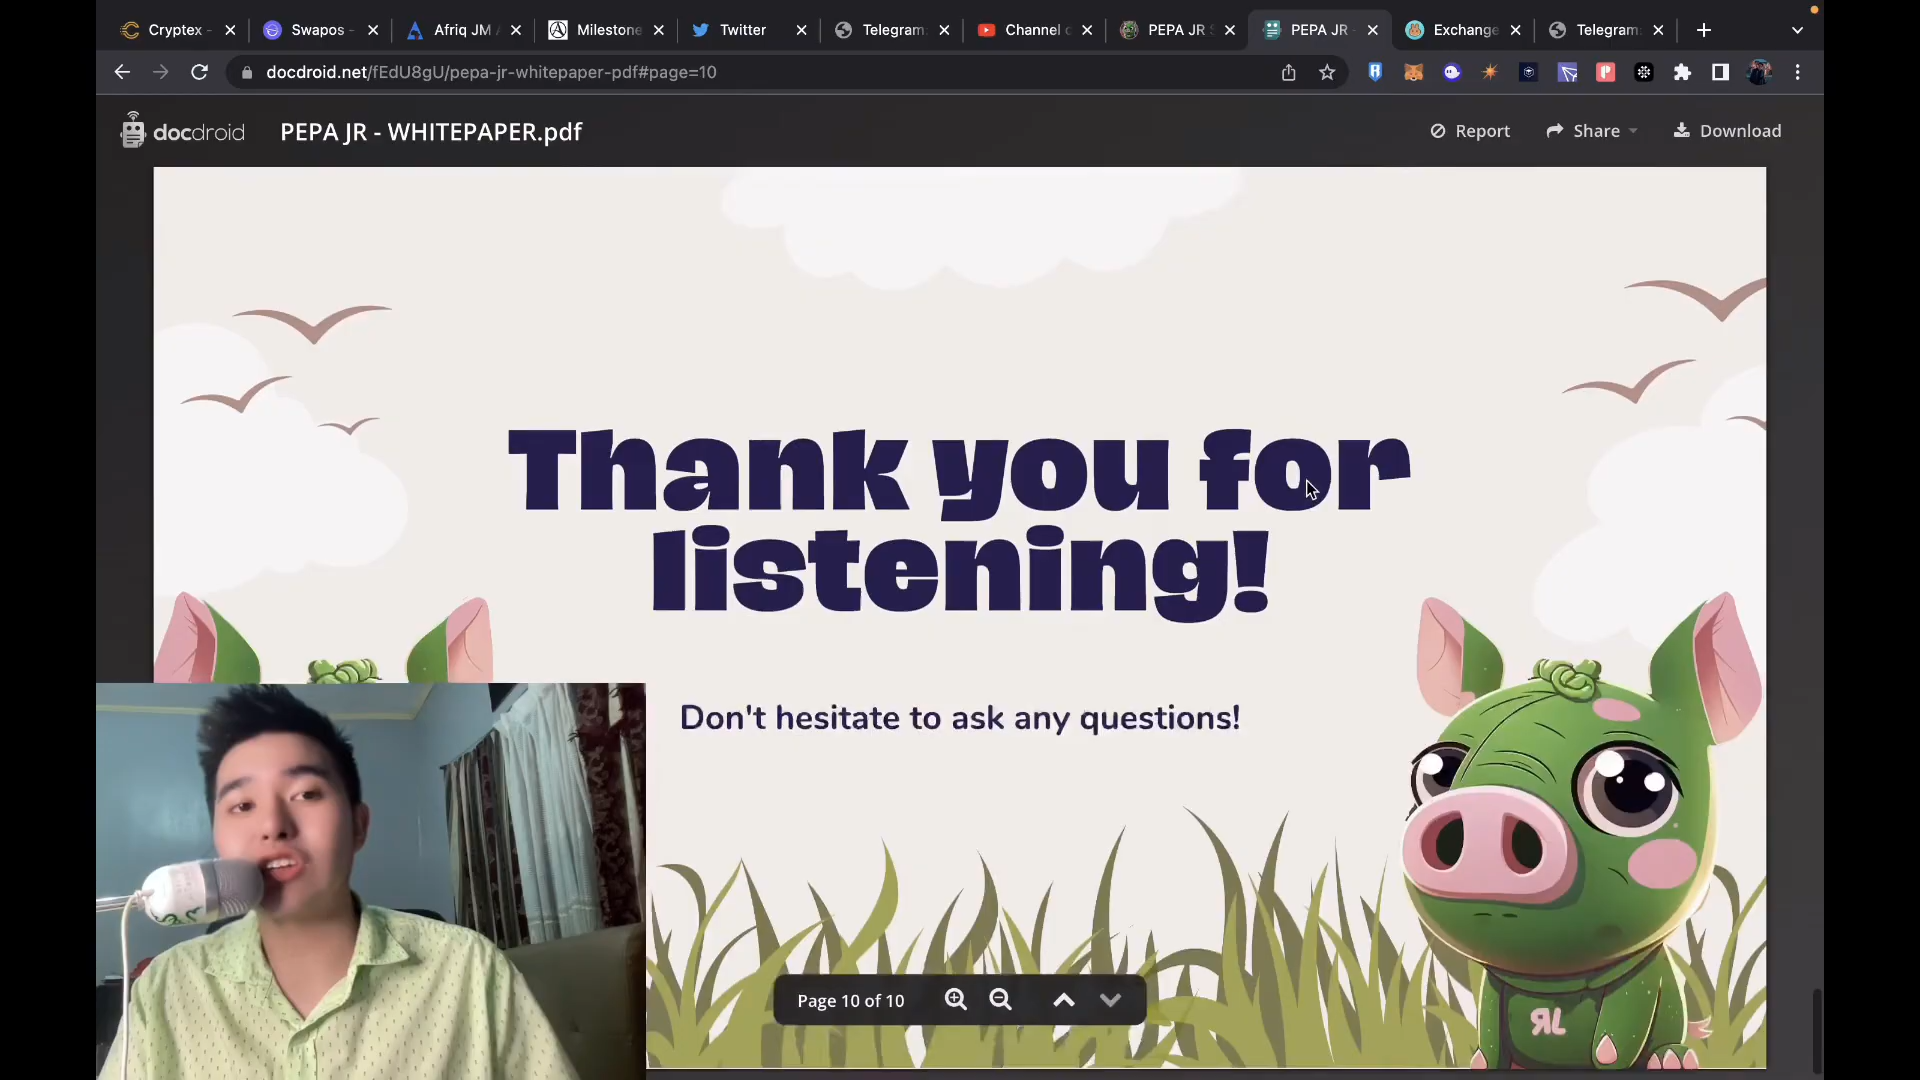 Cryptex -
Swapos -
Afriq JM A
Milestone
Twitter
Telegram:
Channel c
PEPA JR S
PEPA JR -
Exchange
Telegram:
docdroid.net/fEdU8gU/pepa-jr-whitepaper-pdf#page=10
docdroid
PEPA JR - WHITEPAPER.pdf
Report
Share
Download
Thank you for
listening!
Don't hesitate to ask any questions!
Page 10 of 10